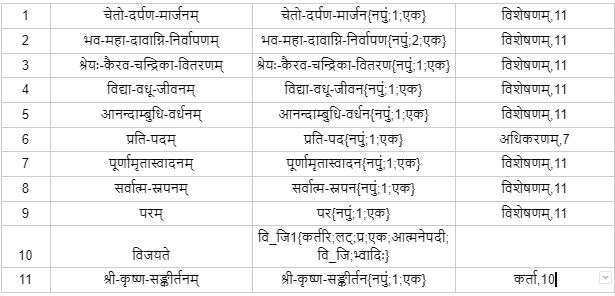 1 चेतो-दर्पण-मार्जनम् चेतो-दर्पण-मार्जन{नपुं;1;एक} विशेषणम्,11
2 भव-महा-दावाग्नि-निर्वापणम् भव-महा-दावाग्नि-निर्वापण{नपुं;2;एक} विशेषणम्,11
3 श्रेयः-कैरव-चन्द्रिका-वितरणम् श्रेयः-कैरव-चन्द्रिका-वितरण{नपुं;1;एक} विशेषणम्,11
4 विद्या-वधू-जीवनम् विद्या-वधू-जीवन{नपुं;1;एक} विशेषणम्,11
5 आनन्दाम्बुधि-वर्धनम् आनन्दाम्बुधि-वर्धन{नपुं;1;एक} विशेषणम्,11
6 प्रति-पदम् प्रति-पद{नपुं;1;एक} अधिकरणम्,7
7 पूर्णामृतास्वादनम् पूर्णामृतास्वादन{नपुं;1;एक} विशेषणम्,11
8 सर्वात्म-स्नपनम् सर्वात्म-स्नपन{नपुं;1;एक} विशेषणम्,11
9 परम् पर{नपुं;1;एक} विशेषणम्,11
वि_जि1{कर्तरि;लट्;प्र;एक;आत्मनेपदी;
10 विजयते वि_जि;भ्वादिः}
11 श्री-कृष्ण-सङ्कीर्तनम् श्री-कृष्ण-सङ्कीर्तन{नपुं;1;एक} कर्ता,10